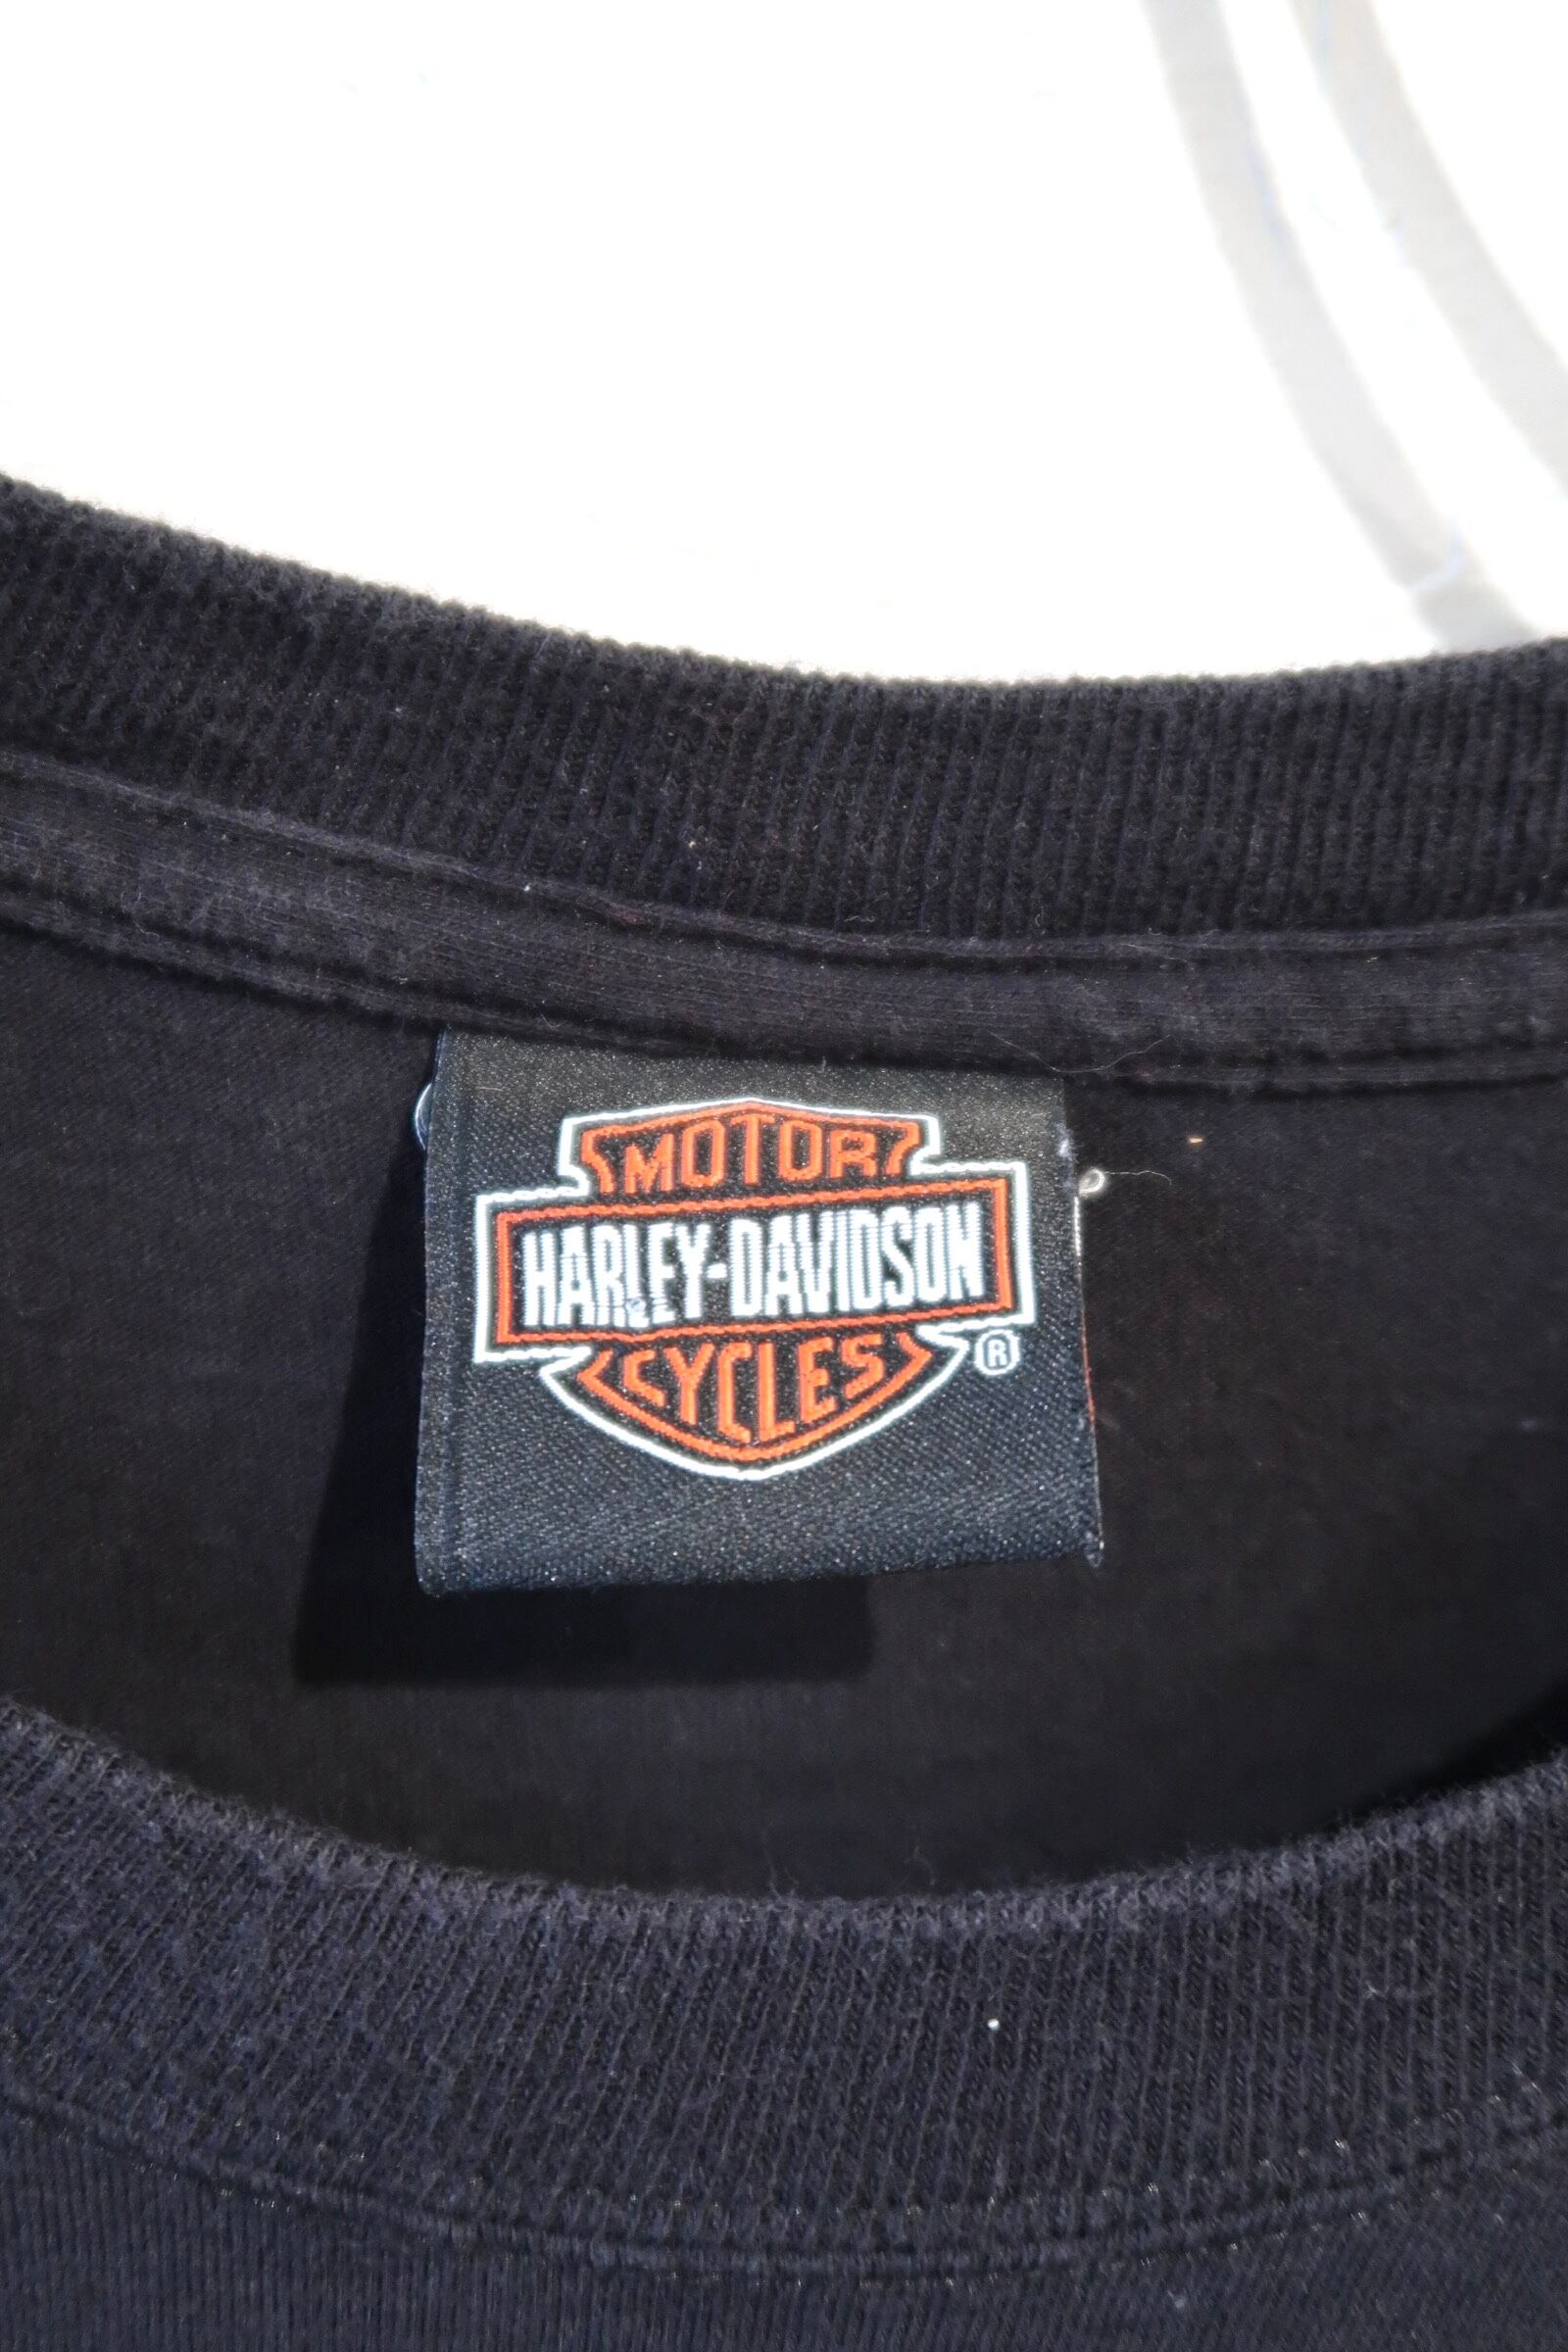 MOTOR
HARLEY-DAVIDSON
CYCLES
®